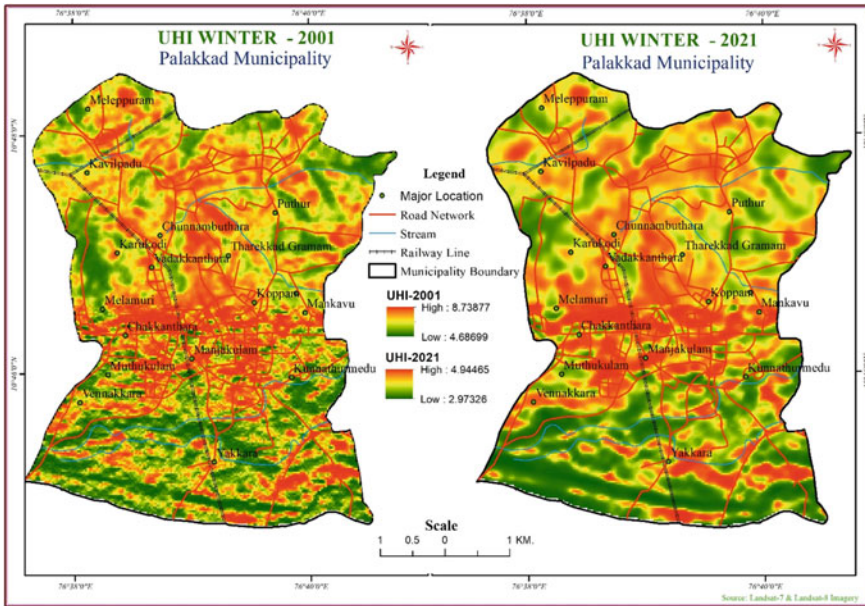 76°38'0"E
76°40'0"E
76°38'0"E
76°40'0"E
UHI WINTER - 2001
Palakkad Municipality
UHI WINTER - 2021
Palakkad Municipality
Meleppuram
Kavilpadu
Puthur
Chunnambuthara
Karukodi
Tharekkad Gramam
Vadakkanthara
Koppam
Melamuri
Mankavu
Chakkanthara
Manjakulam
Muthukulam
Kunnathurmedu
Vennakkara
Yakkara
Legend
Major Location
Road Network
Stream
Railway Line
Municipality Boundary
UHI-2001
High : 8.73877
Low : 4.68699
UHI-2021
High : 4.94465
Low : 2.97326
Meleppuram
Kavilpadu
Puthur
Chunnambuthara
Karukodi
Tharekkad Gramam
Vadakkanthara
Koppam
Melamuri
Mankavu
Chakkanthara
Manjakulam
Muthukulam
Kunnathurmedu
Vennakkara
Yakkara
Scale
1 0.5 0 1 KM.
76°38'0"E
76°40'0"E
76°38'0"E
76°40'0"E
Source: Landsat-7 & Landsat-8 Imagery